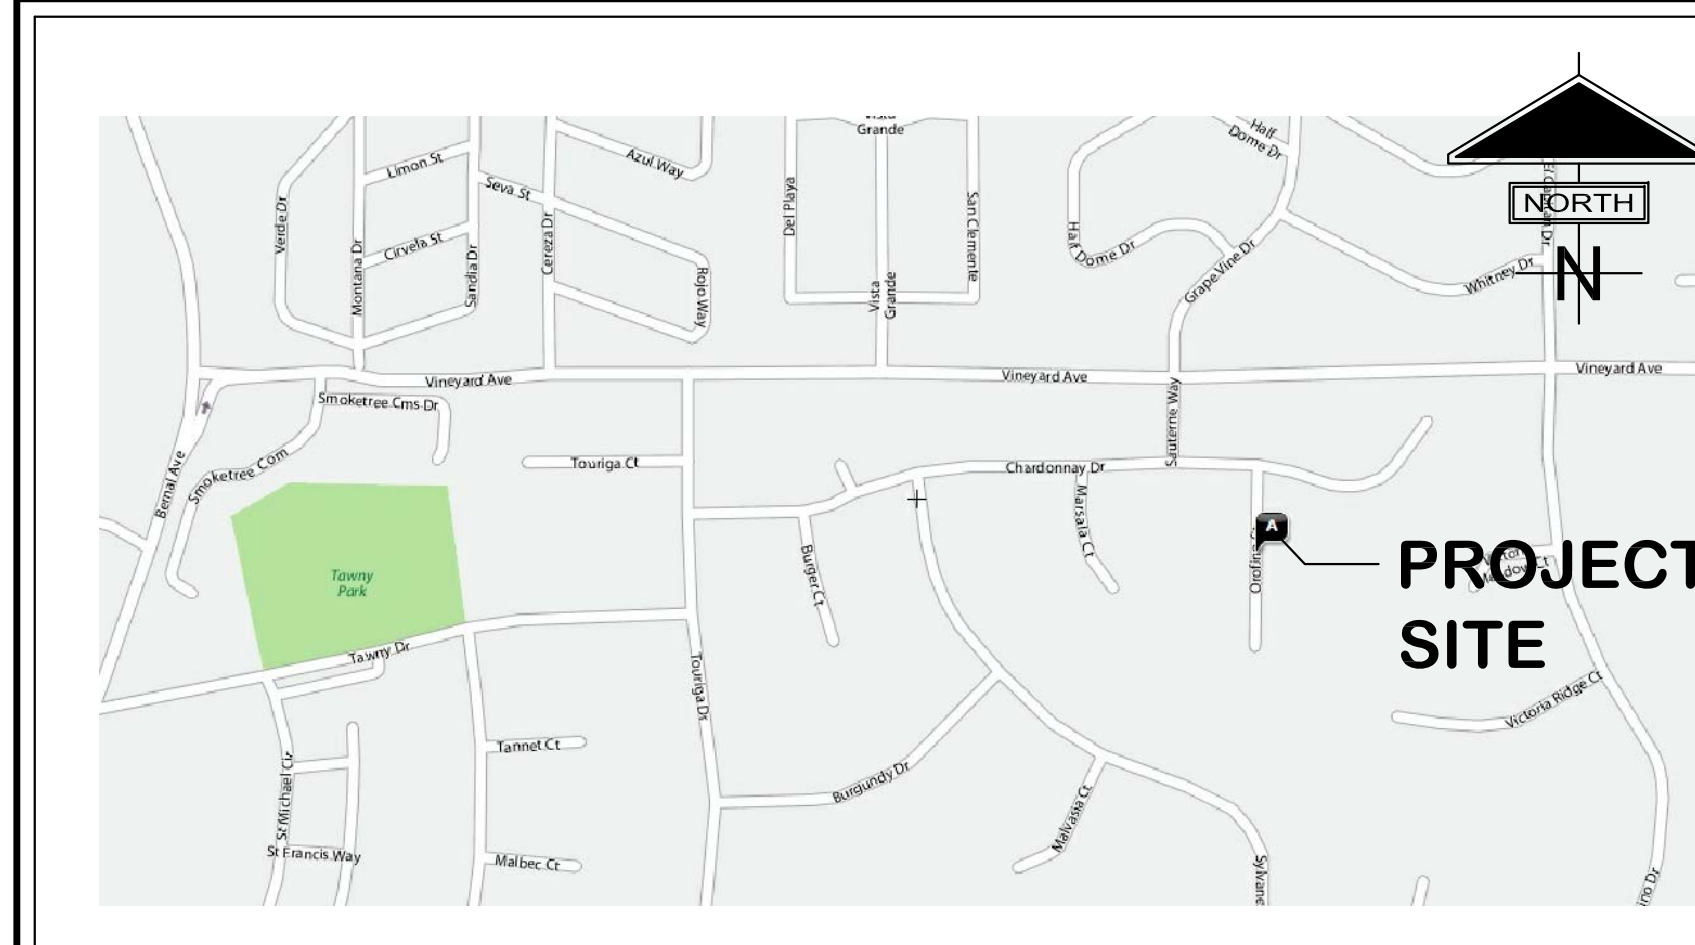 Vista
Grande
Half
Dome Dr
Limon St
Azul Way
Seva St
Verde Dr
Del Playa
San Clemente
NORTH
Cereza Dr
Montana Dr
Sandia Dr
Half Dome Dr
Grape Vine Dr
Whitney Dr
El Capitan Dr
N
Rojo Way
Vista
Grande
Vineyard Ave
Vineyard Ave
Vineyard Ave
Smoketree Cms Dr
Sauterne Way
Bernal Ave
Smoketree Com
Touriga Ct
Chardonnay Dr
Marsala Ct
A
PROJECT
SITE
Tawny
Park
Burger Ct
Tawny Dr
Touriga Dr
Victoria Ridge Ct
Tannet Ct
St Michael Cir
Burgundy Dr
Malvasia Ct
St Francis Way
Malbec Ct